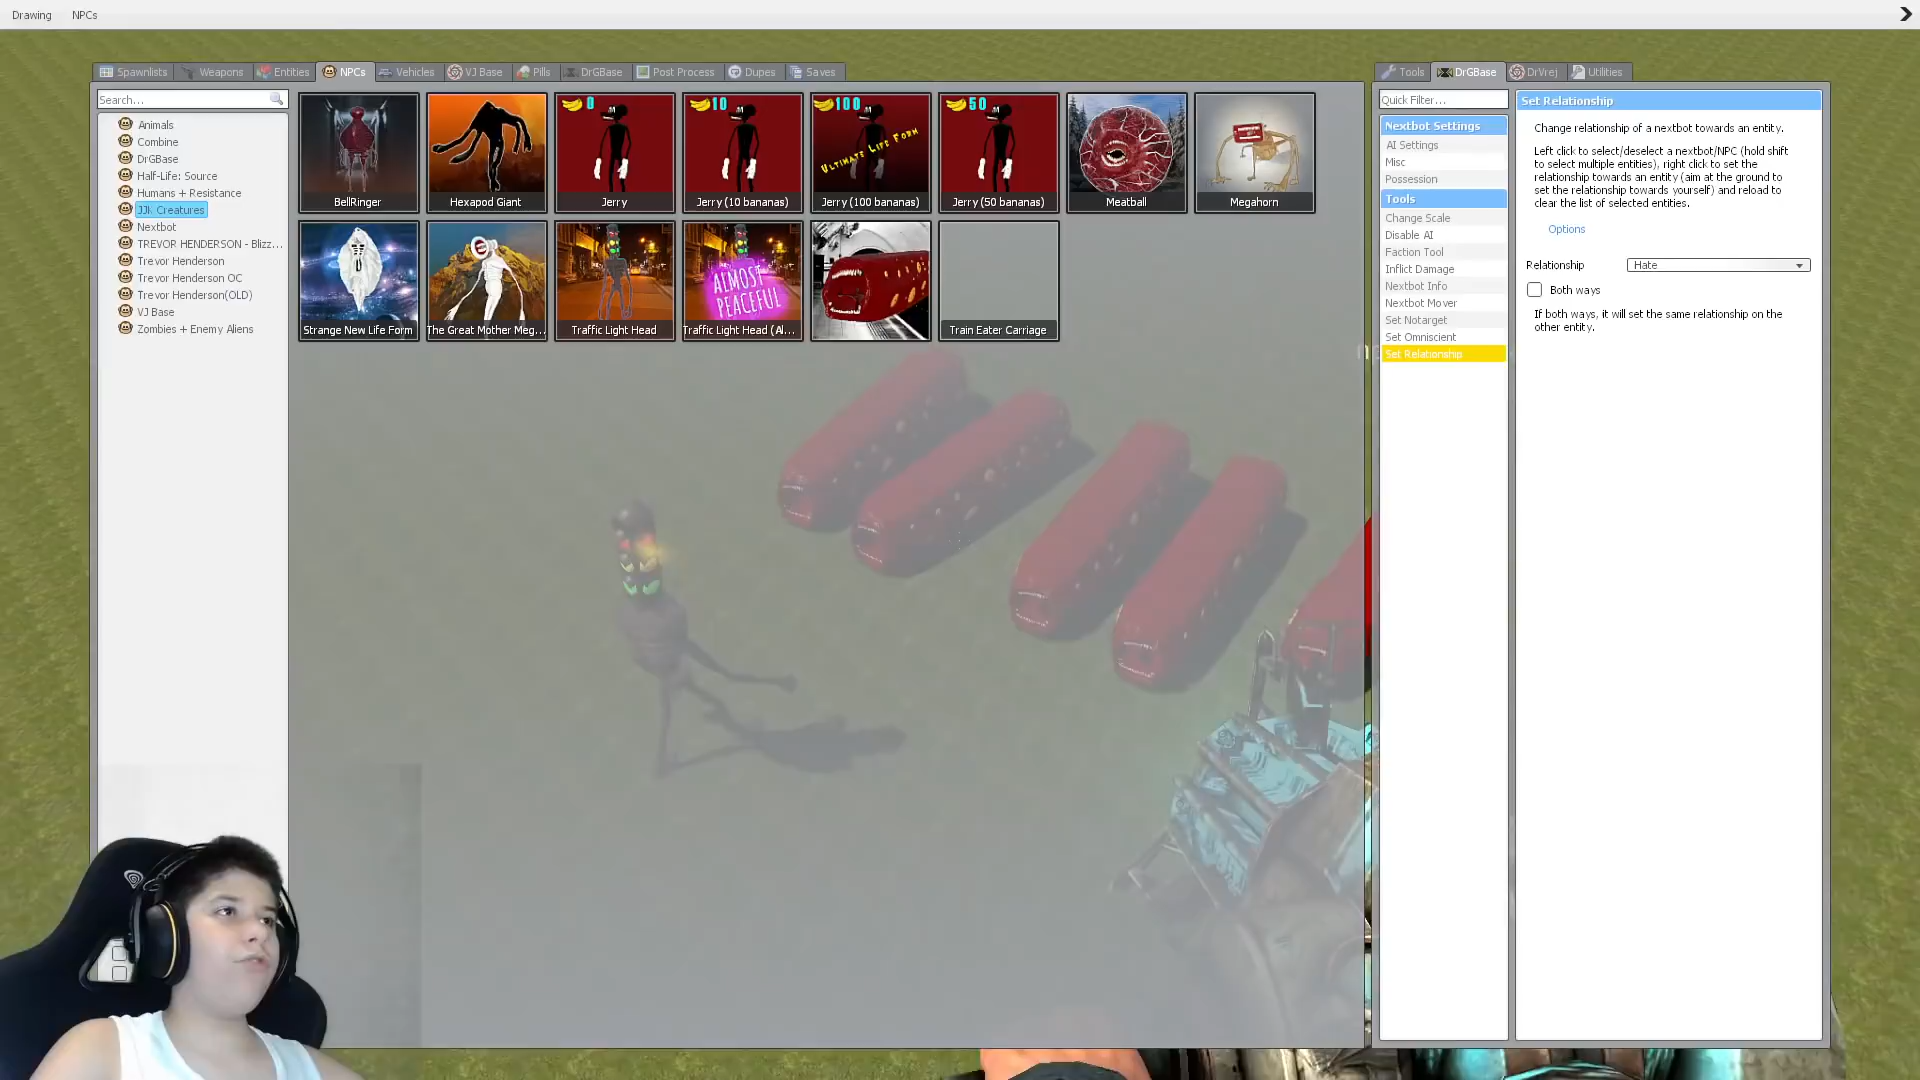 Drawing NPCs
Spawnlists Weapons Entities NPCs Vehicles VJ Base Pills DrGBase Post Process Dupes Saves
Tools DrGBase DrVrej Utilities
Search...
Animals
Combine
DrGBase
Half-Life: Source
Humans + Resistance
JJk Creatures
Nextbot
TREVOR HENDERSON - Blizz...
Trevor Henderson
Trevor Henderson OC
Trevor Henderson(OLD)
VJ Base
Zombies + Enemy Aliens
0
10
100
50
ULTIMATE LIFE FORM
BellRinger
Hexapod Giant
Jerry
Jerry (10 bananas)
Jerry (100 bananas)
Jerry (50 bananas)
Meatball
Megahorn
ALMOST
PEACEFUL
Strange New Life Form
The Great Mother Meg...
Traffic Light Head
Traffic Light Head (Al...
Train Eater Carriage
Quick Filter...
Nextbot Settings
AI Settings
Misc
Possession
Tools
Change Scale
Disable AI
Faction Tool
Inflict Damage
Nextbot Info
Nextbot Mover
Set Notarget
Set Omniscient
Set Relationship
Set Relationship
Change relationship of a nextbot towards an entity.
Left click to select/deselect a nextbot/NPC (hold shift
to select multiple entities), right click to set the
relationship towards an entity (aim at the ground to
set the relationship towards yourself) and reload to
clear the list of selected entities.
Options
Relationship Hate
Both ways
If both ways, it will set the same relationship on the
other entity.